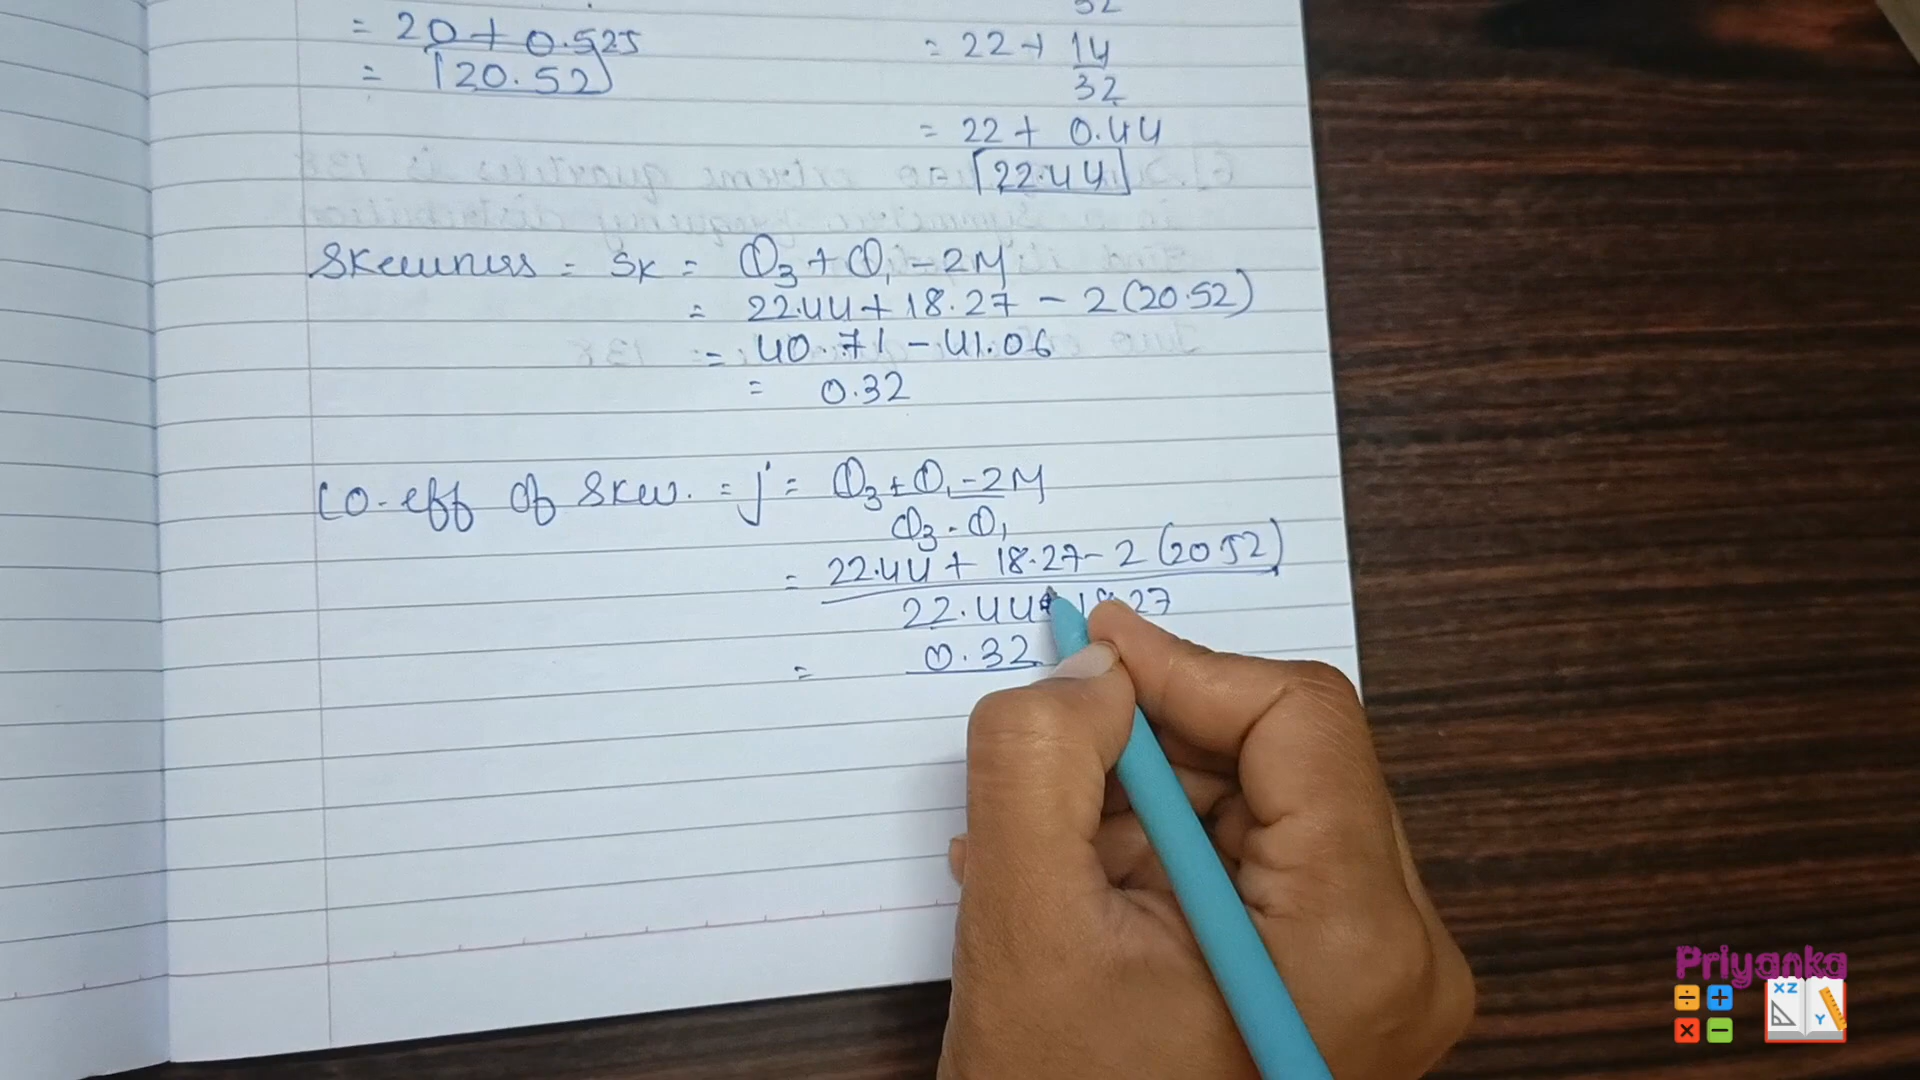 = 20 + 0.525
= 20.52
32
= 22 + 14
32
= 22 + 0.44
22.44
Skewness = Sk = Q3 + Q1 - 2M
= 22.44 + 18.27 - 2(20.52)
= 40.71 - 41.06
= 0.32
Co-eff of Skew. = j = Q3 + Q1 - 2M
Q3 - Q1
= 22.44 + 18.27 - 2(20.52)
22.44 18.27
= 0.32
Priyanka
XZ
Y